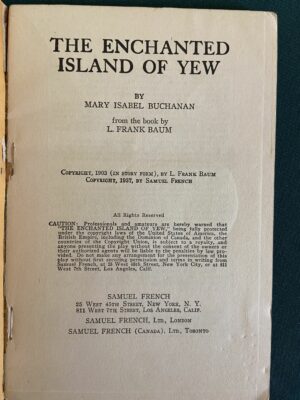 THE ENCHANTED
ISLAND OF YEW
BY
MARY ISABEL BUCHANAN
from the book by
L. FRANK BAUM
COPYRIGHT, 1903 (IN STORY FORM), BY L. FRANK BAUM
COPYRIGHT, 1937, BY SAMUEL FRENCH
All Rights Reserved
CAUTION: Professionals and amateurs are hereby warned that
"THE ENCHANTED ISLAND OF YEW," being fully protected
under the copyright laws of the United States of America, the
British Empire, including the Dominion of Canada, and the other
countries of the Copyright Union, is subject to a royalty, and
anyone presenting the play without the consent of the owners or
their authorized agents will be liable to the penalties by law pro-
vided. Do not make any arrangement for the presentation of this
play without first securing permission and terms in writing from
Samuel French, at 25 West 45th Street, New York City, or at 811
West 7th Street, Los Angeles, Calif.
SAMUEL FRENCH
25 WEST 45TH STREET, NEW YORK, N. Y.
811 WEST 7TH STREET, LOS ANGELES, CALIF.
SAMUEL FRENCH, LTD., LONDON
SAMUEL FRENCH (CANADA), LTD., TORONTO